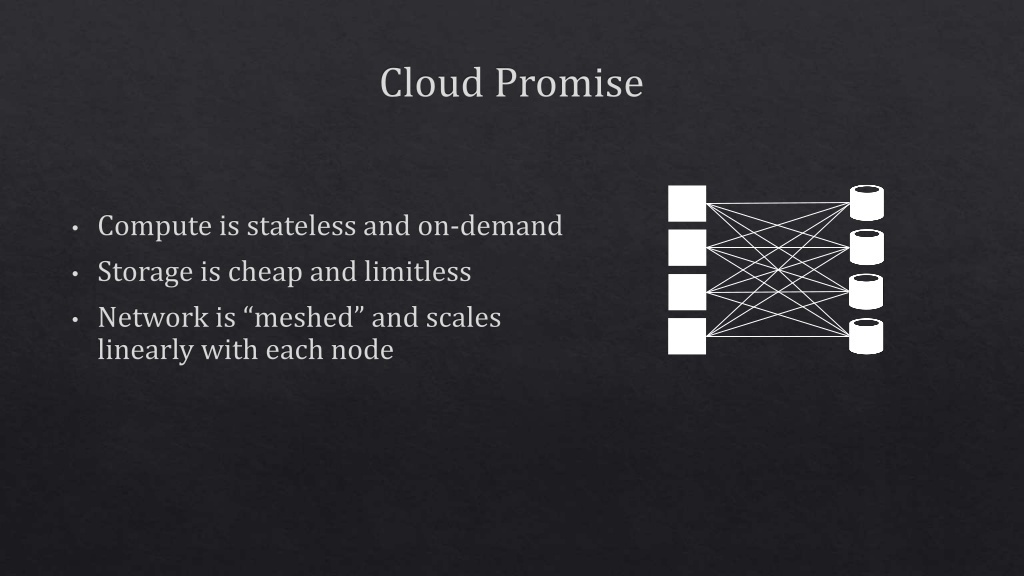 Cloud Promise
• Compute is stateless and on-demand
• Storage is cheap and limitless
• Network is “meshed” and scales
linearly with each node